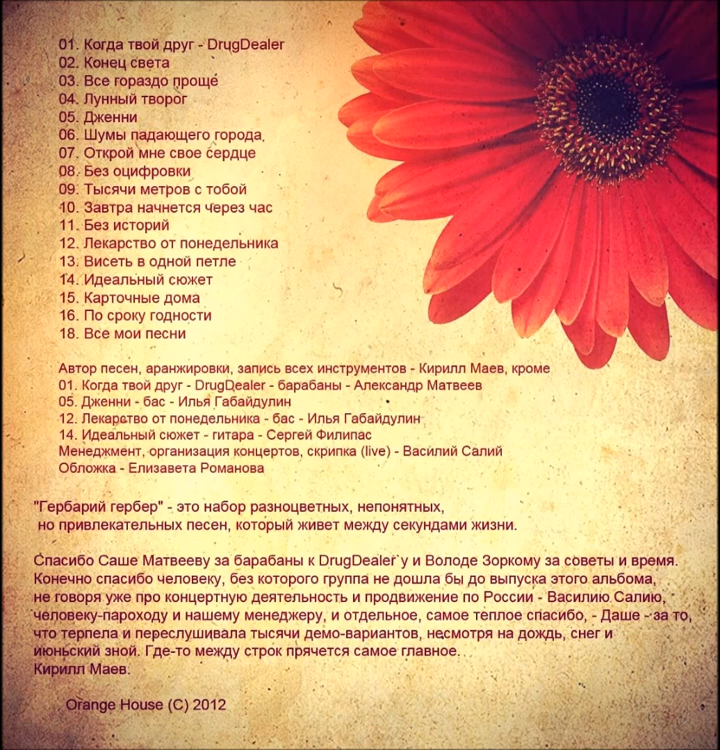 01. Когда твой друг - DrugDealer
02. Конец света
03. Все гораздо проще
04. Лунный творог
05. Дженни
06. Шумы падающего города
07. Открой мне свое сердце
08. Без оцифровки
09. Тысячи метров с тобой
10. Завтра начнется через час
11. Без историй
12. Лекарство от понедельника
13. Висеть в одной петле
14. Идеальный сюжет
15. Карточные дома
16. По сроку годности
18. Все мои песни
Автор песен, аранжировки, запись всех инструментов - Кирилл Маев, кроме
01. Когда твой друг - DrugDealer - барабаны - Александр Матвеев
05. Дженни - бас - Илья Габайдулин
12. Лекарство от понедельника - бас - Илья Габайдулин
14. Идеальный сюжет - гитара - Сергей Филипас
Менеджмент, организация концертов, скрипка (live) - Василий Салий
Обложка - Елизавета Романова
"Гербарий гербер" - это набор разноцветных, непонятных,
но привлекательных песен, который живет между секундами жизни.
Спасибо Саше Матвееву за барабаны к DrugDealer`у и Володе Зоркому за советы и время.
Конечно спасибо человеку, без которого группа не дошла бы до выпуска этого альбома,
не говоря уже про концертную деятельность и продвижение по России - Василию Салию,
человеку-пароходу и нашему менеджеру, и отдельное, самое теплое спасибо, - Даше - за то,
что терпела и переслушивала тысячи демо-вариантов, несмотря на дождь, снег и
июньский зной. Где-то между строк прячется самое главное...
Кирилл Маев.
Orange House (C) 2012